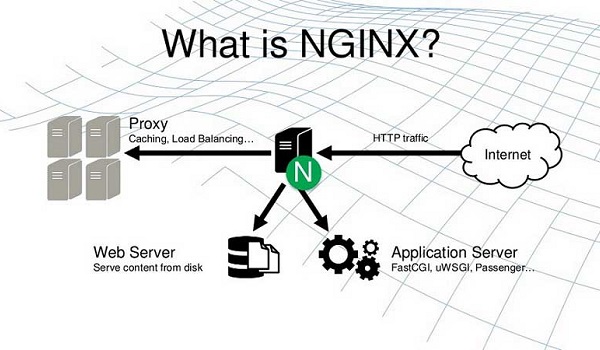 What is NGINX?
Proxy
Caching, Load Balancing...
HTTP traffic
Internet
N
Web Server
Serve content from disk
Application Server
FastCGI, uWSGI, Passenger...